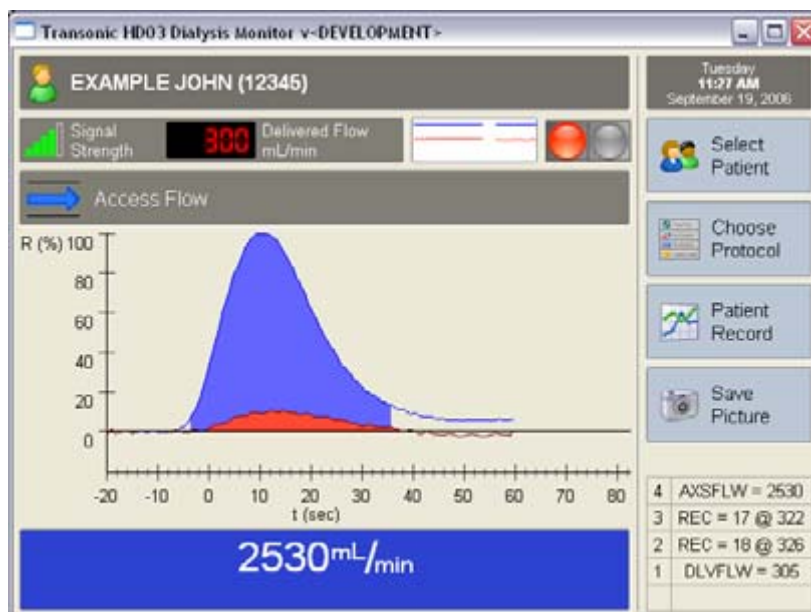 Transonic HD03 Dialysis Monitor v<DEVELOPMENT>
EXAMPLE JOHN (12345)
Tuesday
11:27 AM
September 19, 2006
Signal
Strength
300
Delivered Flow
mL/min
Select
Patient
Access Flow
Choose
Protocol
R (%) 100
80
60
40
20
0
-20 -10 0 10 20 30 40 50 60 70 80
t (sec)
Patient
Record
Save
Picture
2530 mL/min
4 AXSFLW = 2530
3 REC = 17 @ 322
2 REC = 18 @ 326
1 DLVFLW = 305